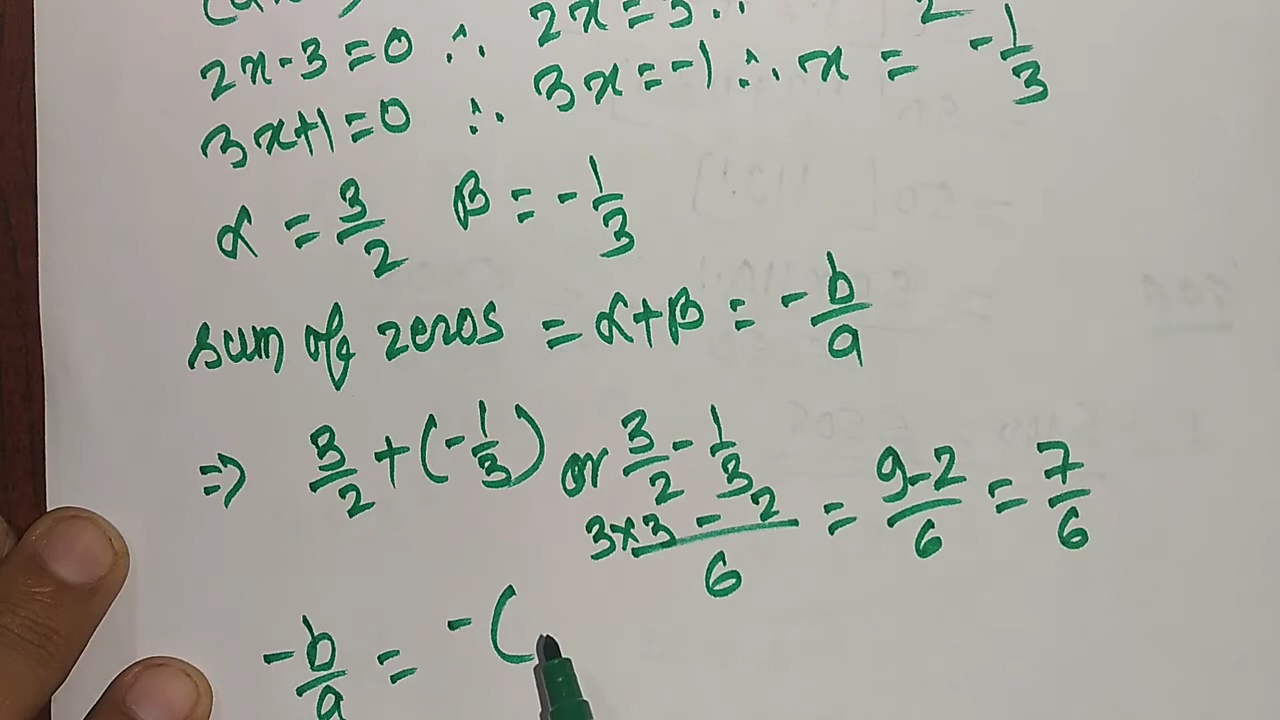 2x-3=0 ∴ 2x=3 ∴
3x+1=0 ∴ 3x=-1 ∴ x = -1/3
α = 3/2 β = -1/3
sum of zeros = α+β = -b/a
⇒ 3/2 + (-1/3) or 3/2 - 1/3
3×3 - 2/6 = 9-2/6 = 7/6
-b/a = -(